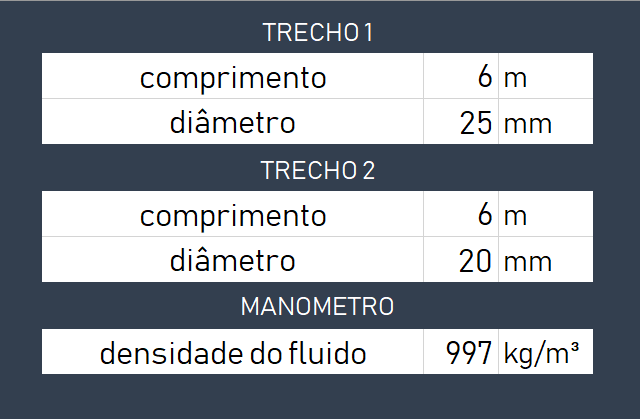 TRECHO 1
comprimento 6 m
diâmetro 25 mm
TRECHO 2
comprimento 6 m
diâmetro 20 mm
MANOMETRO
densidade do fluido 997 kg/m³